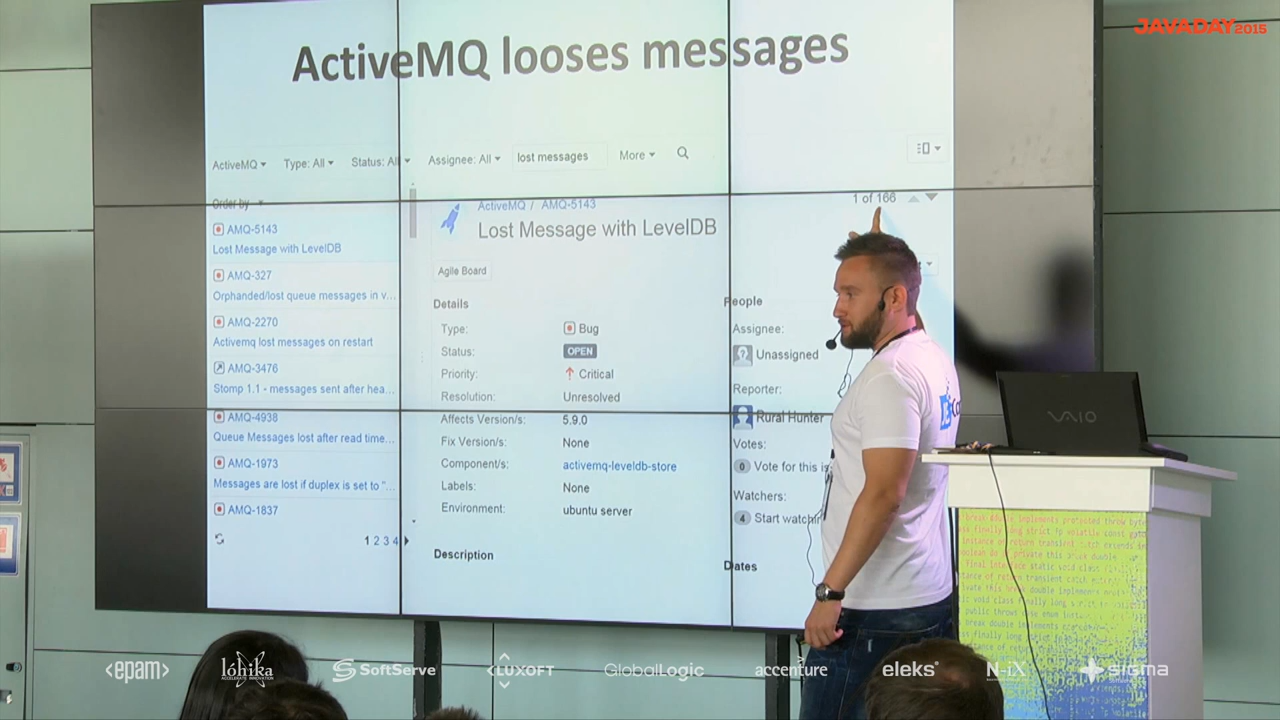 JAVADAY2015
ActiveMQ looses messages
ActiveMQ Type: All Status: All Assignee: All lost messages More
Order by
1 of 166
AMQ-5143
Lost Message with LevelDB
AMQ-327
Orphanded/lost queue messages in v...
AMQ-2270
Activemq lost messages on restart
AMQ-3476
Stomp 1.1 - messages sent after hea...
AMQ-4938
Queue Messages lost after read time...
AMQ-1973
Messages are lost if duplex is set to "...
AMQ-1837
1 2 3 4
ActiveMQ / AMQ-5143
Lost Message with LevelDB
Agile Board
Details
Type: Bug
Status: OPEN
Priority: Critical
Resolution: Unresolved
Affects Version/s: 5.9.0
Fix Version/s: None
Component/s: activemq-leveldb-store
Labels: None
Environment: ubuntu server
Description
People
Assignee:
Unassigned
Reporter:
Rural Hunter
Votes:
0 Vote for this is
Watchers:
4 Start watchin
Dates
VAIO
<epam> lóhika SoftServe LUXOFT GlobalLogic accenture eleks N-iX sigma
ACCELERATE INNOVATION